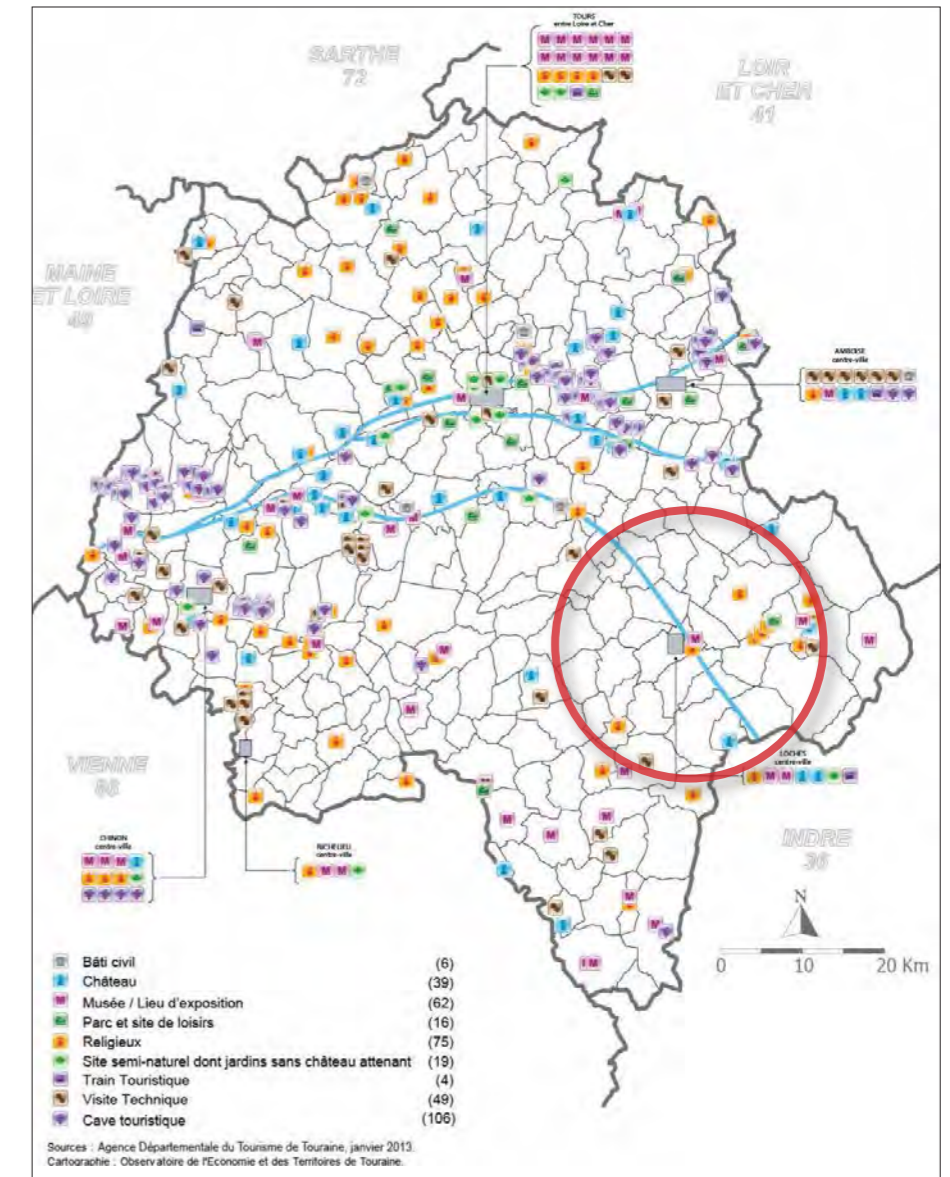 TOURS
entre Loire et Cher
SARTHE
72
LOIR
ET CHER
41
MAINE
ET LOIRE
49
AMBOISE
centre-ville
VIENNE
86
LOCHES
centre-ville
CHINON
centre-ville
RICHELIEU
centre-ville
INDRE
36
N
0 10 20 Km
Bâti civil (6)
Château (39)
Musée / Lieu d'exposition (62)
Parc et site de loisirs (16)
Religieux (75)
Site semi-naturel dont jardins sans château attenant (19)
Train Touristique (4)
Visite Technique (49)
Cave touristique (106)
Sources : Agence Départementale du Tourisme de Touraine, janvier 2013.
Cartographie : Observatoire de l'Economie et des Territoires de Touraine.